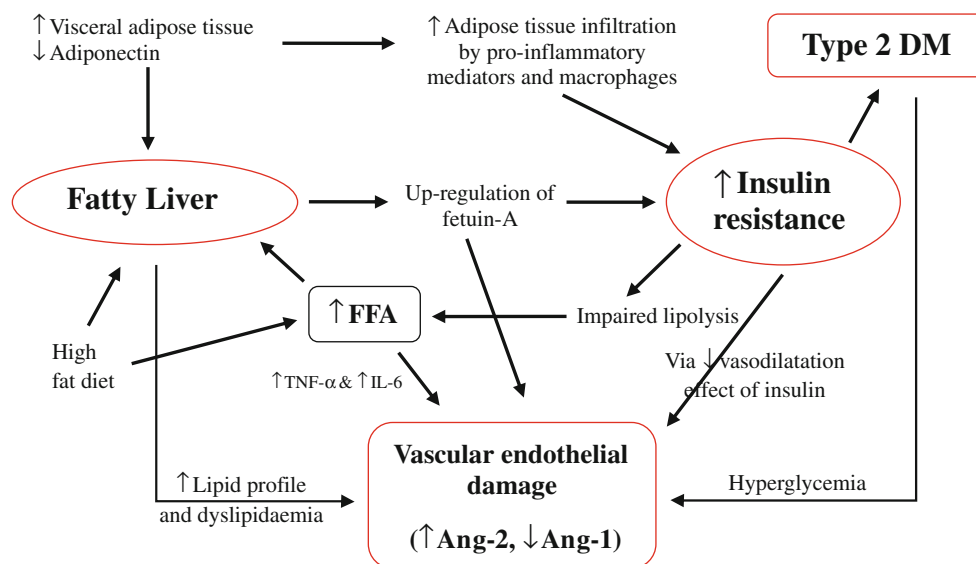 ↑Visceral adipose tissue
↓Adiponectin
↑Adipose tissue infiltration
by pro-inflammatory
mediators and macrophages
Type 2 DM
Fatty Liver
Up-regulation of
fetuin-A
↑Insulin
resistance
↑FFA
Impaired lipolysis
High
fat diet
↑TNF-α & ↑IL-6
Via ↓vasodilatation
effect of insulin
Vascular endothelial
damage
(↑Ang-2, ↓Ang-1)
↑Lipid profile
and dyslipidaemia
Hyperglycemia